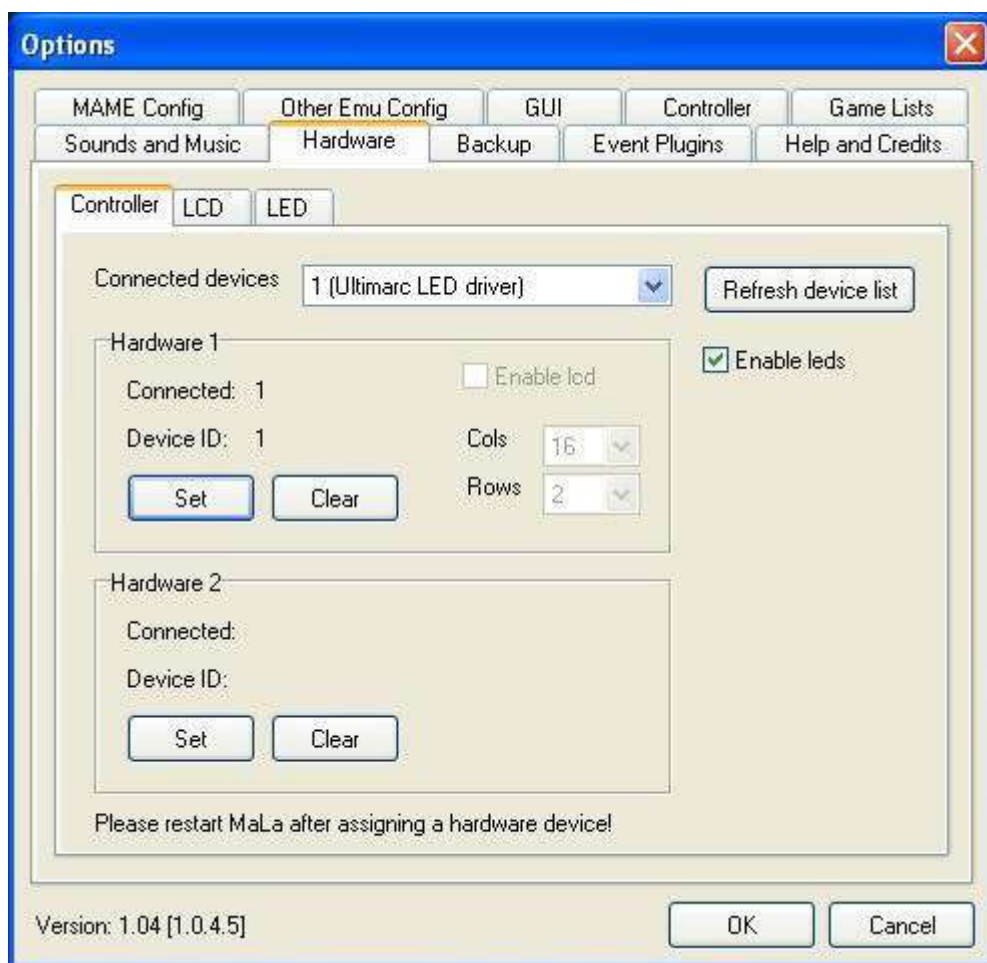 Options
MAME Config Other Emu Config GUI Controller Game Lists
Sounds and Music Hardware Backup Event Plugins Help and Credits
Controller LCD LED
Connected devices 1 (Ultimarc LED driver) Refresh device list
Hardware 1
Enable lcd Enable leds
Connected: 1
Device ID: 1 Cols 16
Rows 2
Set Clear
Hardware 2
Connected:
Device ID:
Set Clear
Please restart MaLa after assigning a hardware device!
Version: 1.04 [1.0.4.5] OK Cancel